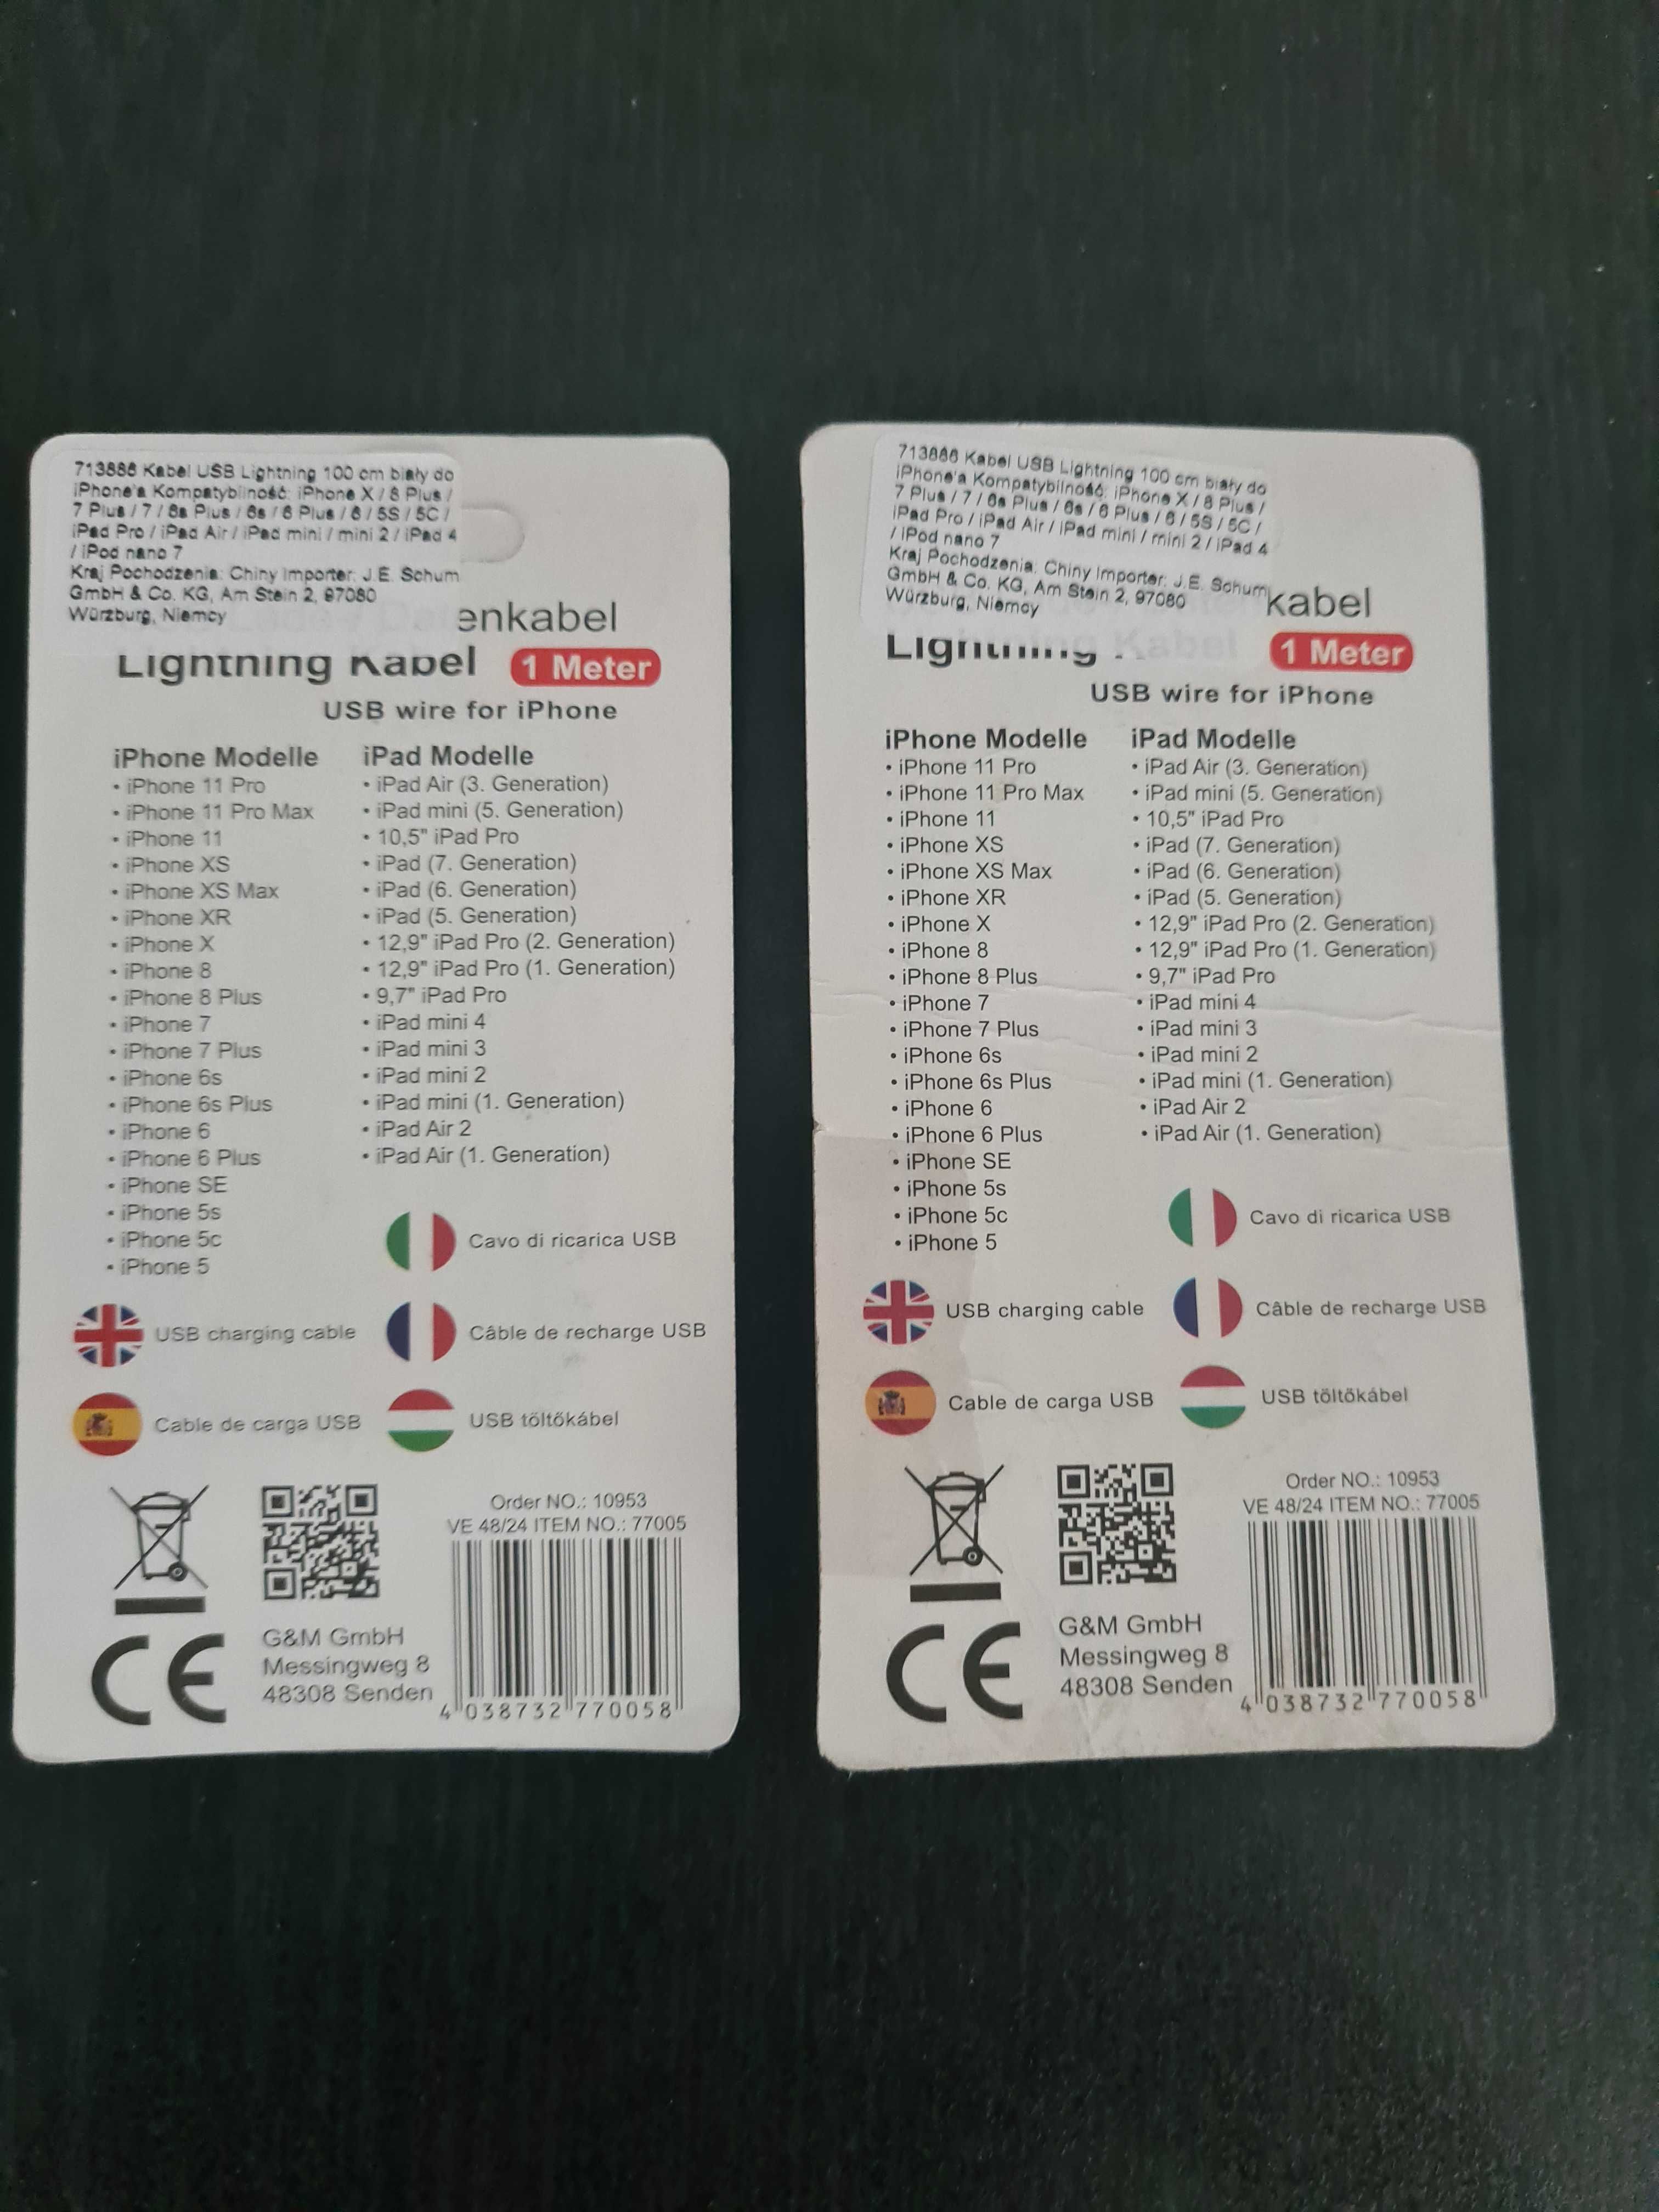 713886 Kabel USB Lightning 100 cm biały do
iPhone'a Kompatybilność: iPhone X / 8 Plus /
7 Plus / 7 / 6s Plus / 6s / 6 Plus / 6 / 5S / 5C /
iPad Pro / iPad Air / iPad mini / mini 2 / iPad 4
/ iPod nano 7
Kraj Pochodzenia: Chiny Importer: J.E. Schum
GmbH & Co. KG, Am Stein 2, 97080
Würzburg, Niemcy
enkabel
Lightning Kabel 1 Meter
USB wire for iPhone
iPhone Modelle
• iPhone 11 Pro
• iPhone 11 Pro Max
• iPhone 11
• iPhone XS
• iPhone XS Max
• iPhone XR
• iPhone X
• iPhone 8
• iPhone 8 Plus
• iPhone 7
• iPhone 7 Plus
• iPhone 6s
• iPhone 6s Plus
• iPhone 6
• iPhone 6 Plus
• iPhone SE
• iPhone 5s
• iPhone 5c
• iPhone 5
iPad Modelle
• iPad Air (3. Generation)
• iPad mini (5. Generation)
• 10,5" iPad Pro
• iPad (7. Generation)
• iPad (6. Generation)
• iPad (5. Generation)
• 12,9" iPad Pro (2. Generation)
• 12,9" iPad Pro (1. Generation)
• 9,7" iPad Pro
• iPad mini 4
• iPad mini 3
• iPad mini 2
• iPad mini (1. Generation)
• iPad Air 2
• iPad Air (1. Generation)
Cavo di ricarica USB
USB charging cable
Câble de recharge USB
Cable de carga USB
USB töltőkábel
Order NO.: 10953
VE 48/24 ITEM NO.: 77005
CE
G&M GmbH
Messingweg 8
48308 Senden
4 038732 770058
713886 Kabel USB Lightning 100 cm biały do
iPhone'a Kompatybilność: iPhone X / 8 Plus /
7 Plus / 7 / 6s Plus / 6s / 6 Plus / 6 / 5S / 5C /
iPad Pro / iPad Air / iPad mini / mini 2 / iPad 4
/ iPod nano 7
Kraj Pochodzenia: Chiny Importer: J.E. Schum
GmbH & Co. KG, Am Stein 2, 97080
Würzburg, Niemcy
kabel
Lightning Kabel 1 Meter
USB wire for iPhone
iPhone Modelle
• iPhone 11 Pro
• iPhone 11 Pro Max
• iPhone 11
• iPhone XS
• iPhone XS Max
• iPhone XR
• iPhone X
• iPhone 8
• iPhone 8 Plus
• iPhone 7
• iPhone 7 Plus
• iPhone 6s
• iPhone 6s Plus
• iPhone 6
• iPhone 6 Plus
• iPhone SE
• iPhone 5s
• iPhone 5c
• iPhone 5
iPad Modelle
• iPad Air (3. Generation)
• iPad mini (5. Generation)
• 10,5" iPad Pro
• iPad (7. Generation)
• iPad (6. Generation)
• iPad (5. Generation)
• 12,9" iPad Pro (2. Generation)
• 12,9" iPad Pro (1. Generation)
• 9,7" iPad Pro
• iPad mini 4
• iPad mini 3
• iPad mini 2
• iPad mini (1. Generation)
• iPad Air 2
• iPad Air (1. Generation)
Cavo di ricarica USB
USB charging cable
Câble de recharge USB
Cable de carga USB
USB töltőkábel
Order NO.: 10953
VE 48/24 ITEM NO.: 77005
CE
G&M GmbH
Messingweg 8
48308 Senden
4 038732 770058